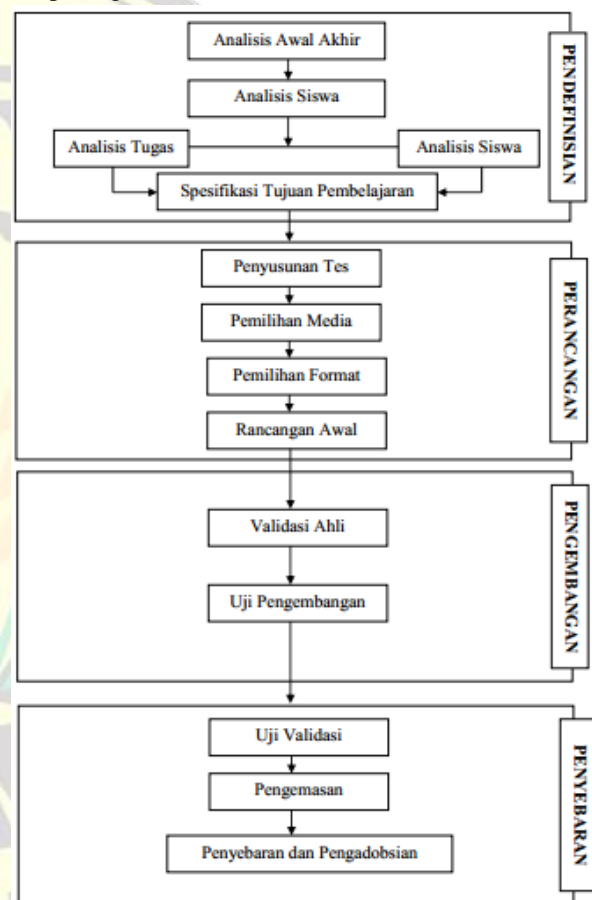 Analisis Awal Akhir
Analisis Siswa
Analisis Tugas
Analisis Siswa
Spesifikasi Tujuan Pembelajaran
PENDEFINISIAN
Penyusunan Tes
Pemilihan Media
Pemilihan Format
Rancangan Awal
PERANCANGAN
Validasi Ahli
Uji Pengembangan
PENGEMBANGAN
Uji Validasi
Pengemasan
Penyebaran dan Pengadobsian
PENYEBARAN